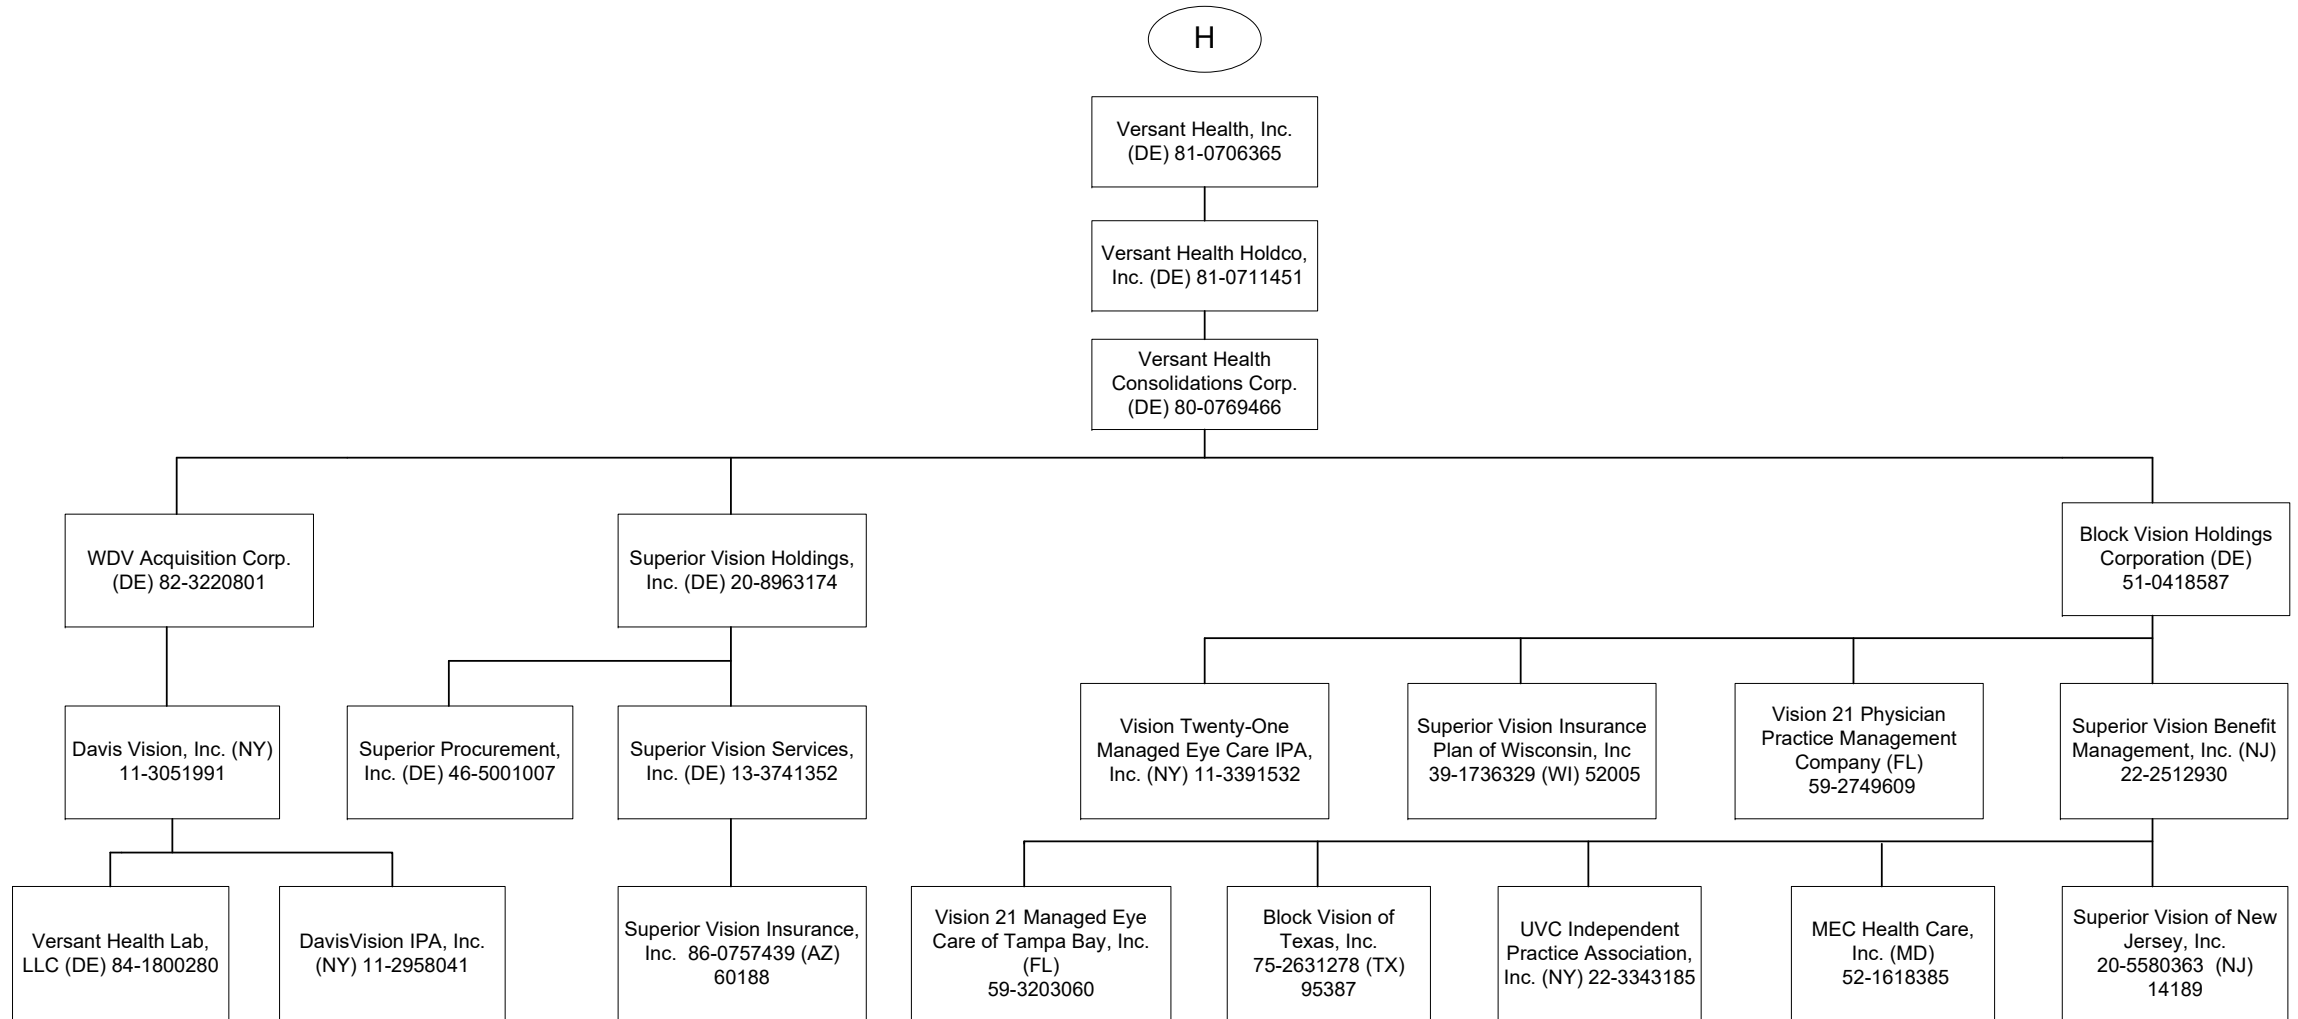 H
Versant Health, Inc.
(DE) 81-0706365
Versant Health Holdco,
Inc. (DE) 81-0711451
Versant Health
Consolidations Corp.
(DE) 80-0769466
WDV Acquisition Corp.
(DE) 82-3220801
Superior Vision Holdings,
Inc. (DE) 20-8963174
Block Vision Holdings
Corporation (DE)
51-0418587
Davis Vision, Inc. (NY)
11-3051991
Superior Procurement,
Inc. (DE) 46-5001007
Superior Vision Services,
Inc. (DE) 13-3741352
Vision Twenty-One
Managed Eye Care IPA,
Inc. (NY) 11-3391532
Superior Vision Insurance
Plan of Wisconsin, Inc
39-1736329 (WI) 52005
Vision 21 Physician
Practice Management
Company (FL)
59-2749609
Superior Vision Benefit
Management, Inc. (NJ)
22-2512930
Versant Health Lab,
LLC (DE) 84-1800280
DavisVision IPA, Inc.
(NY) 11-2958041
Superior Vision Insurance,
Inc. 86-0757439 (AZ)
60188
Vision 21 Managed Eye
Care of Tampa Bay, Inc.
(FL)
59-3203060
Block Vision of
Texas, Inc.
75-2631278 (TX)
95387
UVC Independent
Practice Association,
Inc. (NY) 22-3343185
MEC Health Care,
Inc. (MD)
52-1618385
Superior Vision of New
Jersey, Inc.
20-5580363 (NJ)
14189